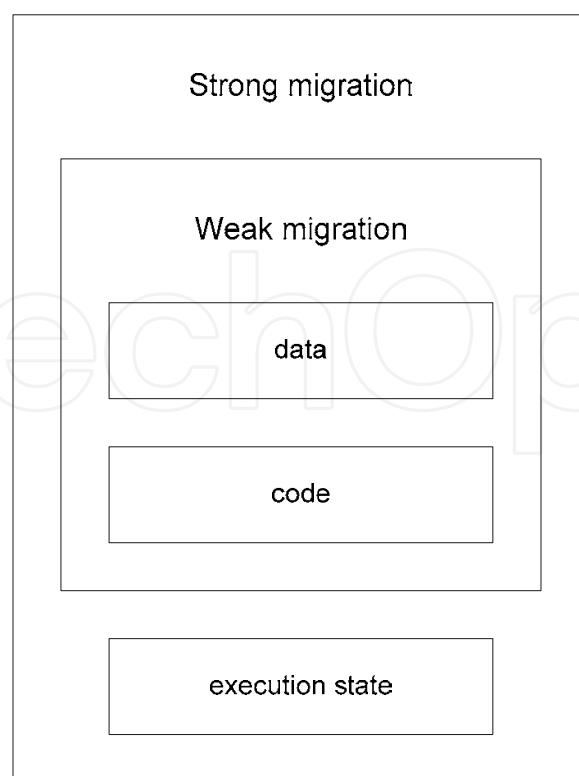 Strong migration
Weak migration
data
code
execution state